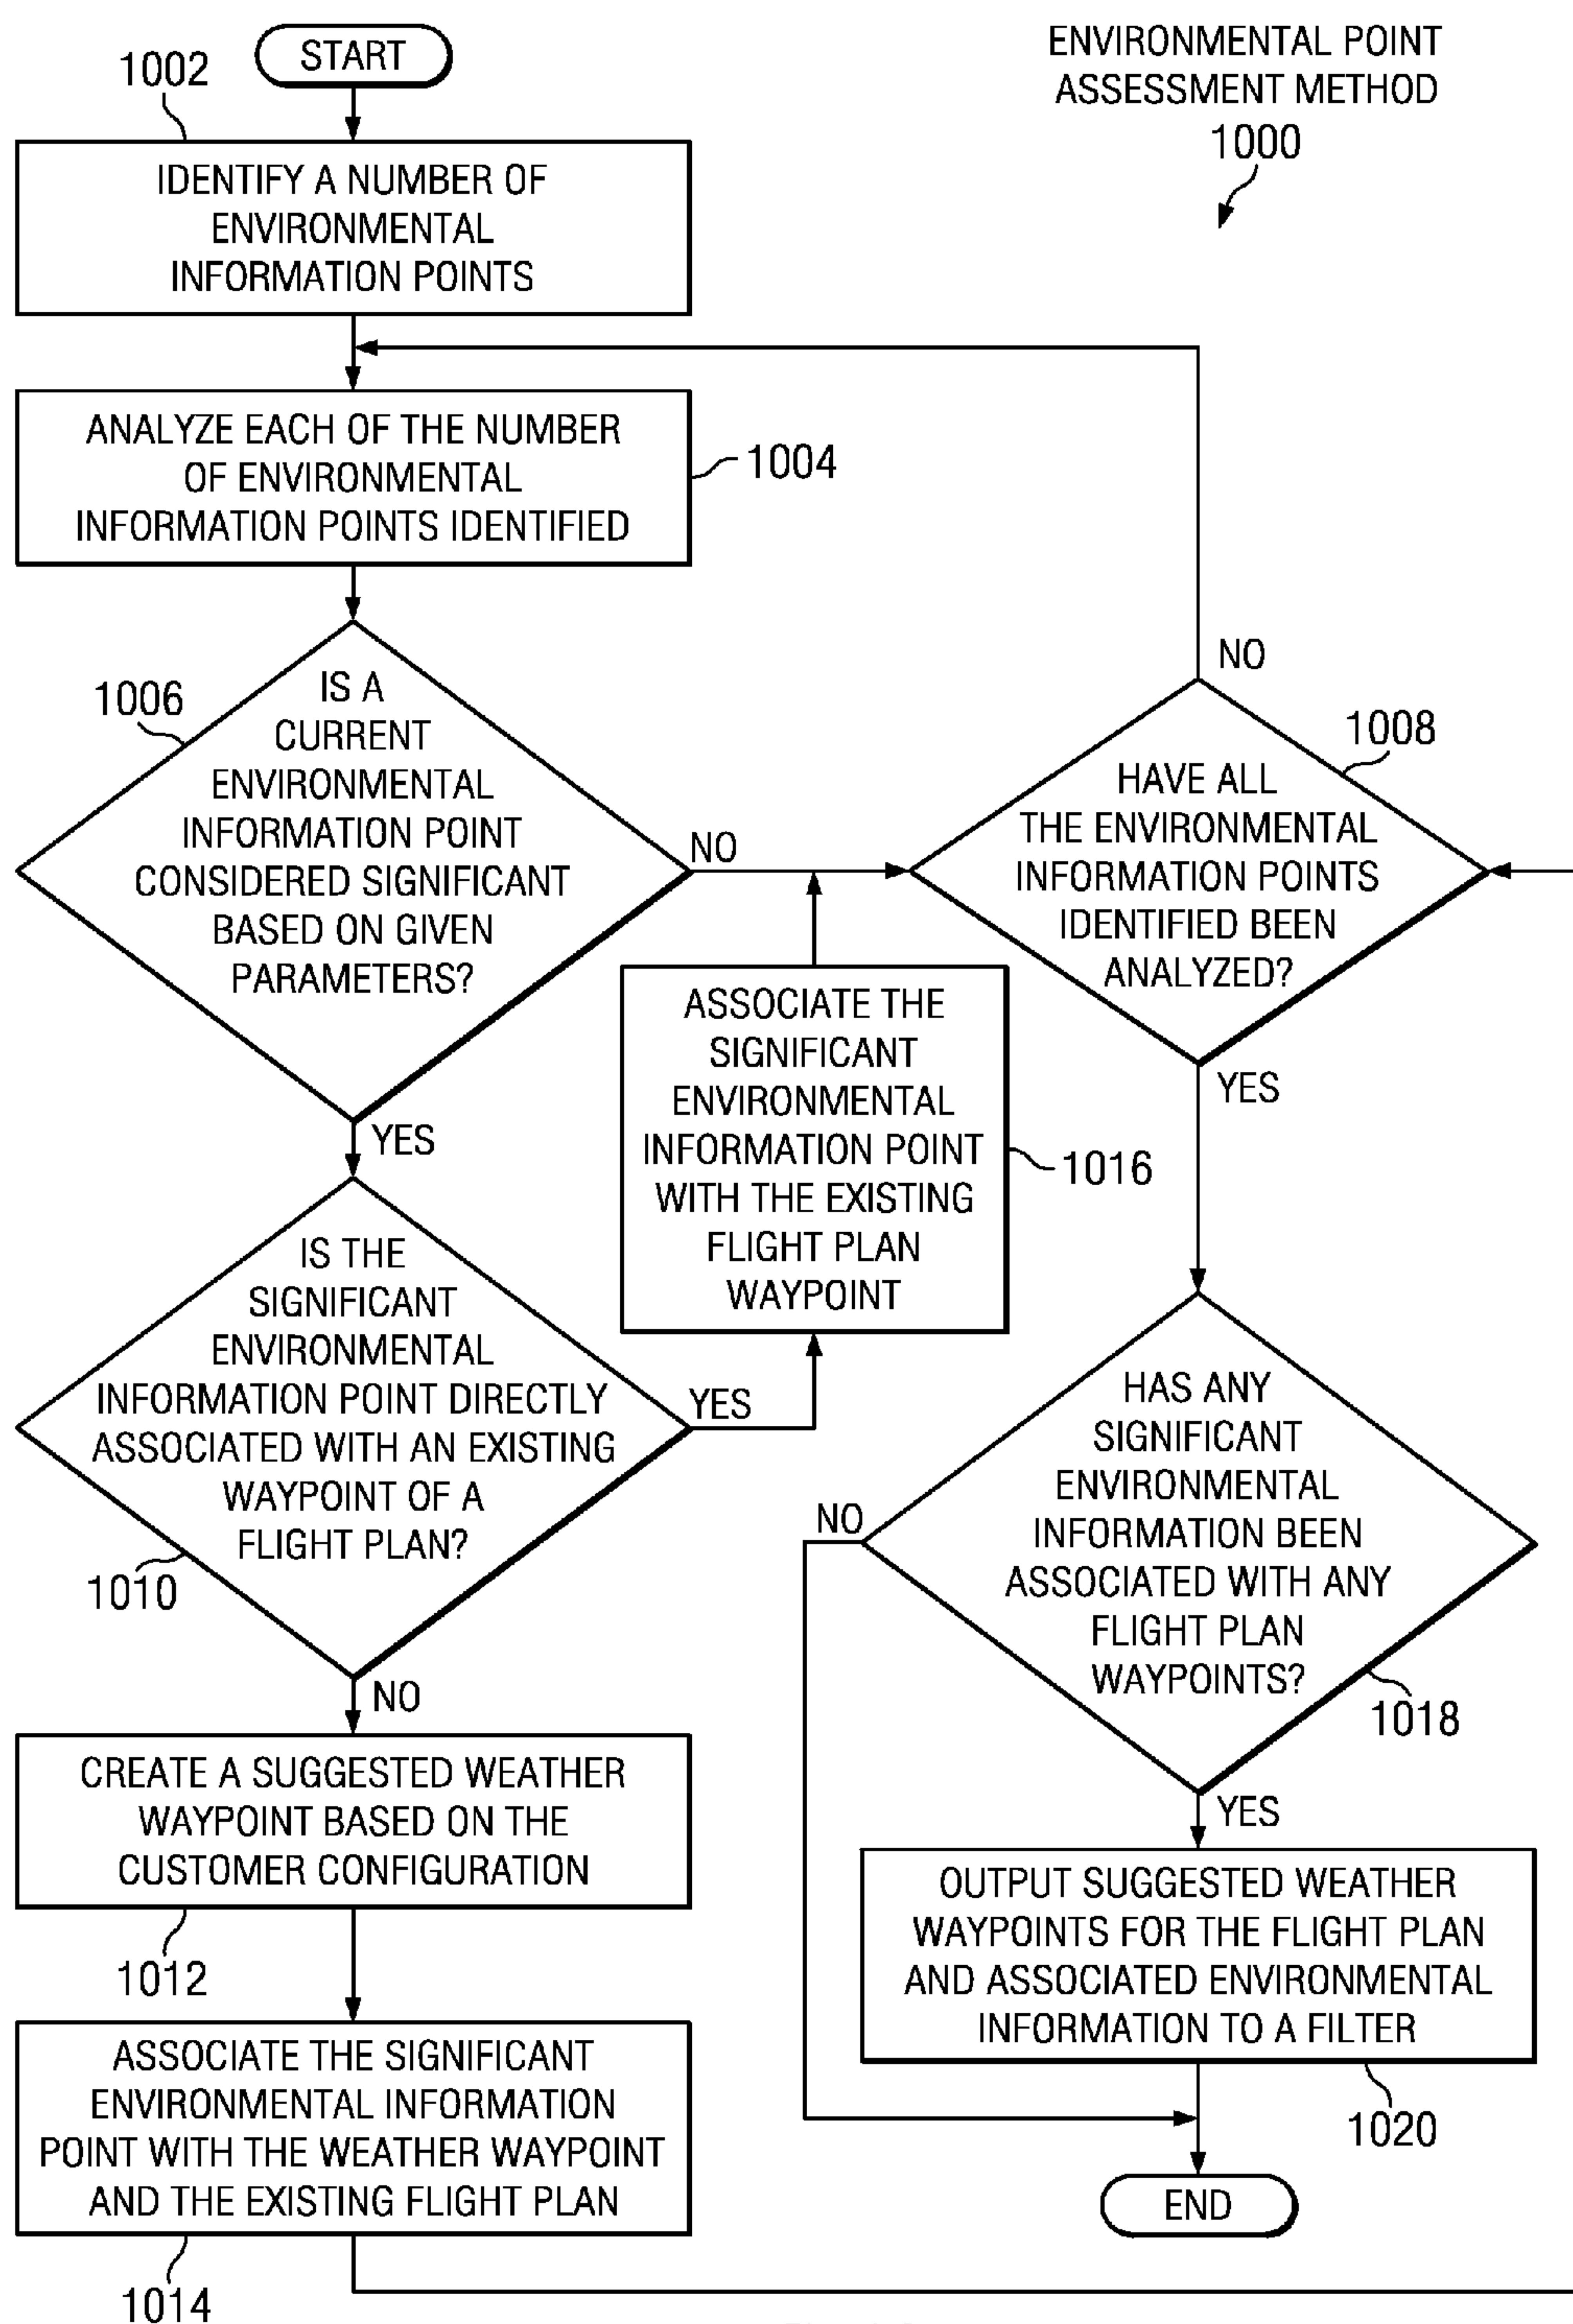 START
ENVIRONMENTAL POINT
ASSESSMENT METHOD
1000
1002
IDENTIFY A NUMBER OF
ENVIRONMENTAL
INFORMATION POINTS
ANALYZE EACH OF THE NUMBER
OF ENVIRONMENTAL
INFORMATION POINTS IDENTIFIED
1004
1006
IS A
CURRENT
ENVIRONMENTAL
INFORMATION POINT
CONSIDERED SIGNIFICANT
BASED ON GIVEN
PARAMETERS?
NO
YES
NO
1008
HAVE ALL
THE ENVIRONMENTAL
INFORMATION POINTS
IDENTIFIED BEEN
ANALYZED?
YES
ASSOCIATE THE
SIGNIFICANT
ENVIRONMENTAL
INFORMATION POINT
WITH THE EXISTING
FLIGHT PLAN
WAYPOINT
1016
IS THE
SIGNIFICANT
ENVIRONMENTAL
INFORMATION POINT DIRECTLY
ASSOCIATED WITH AN EXISTING
WAYPOINT OF A
FLIGHT PLAN?
YES
1010
NO
HAS ANY
SIGNIFICANT
ENVIRONMENTAL
INFORMATION BEEN
ASSOCIATED WITH ANY
FLIGHT PLAN
WAYPOINTS?
NO
1018
YES
CREATE A SUGGESTED WEATHER
WAYPOINT BASED ON THE
CUSTOMER CONFIGURATION
1012
OUTPUT SUGGESTED WEATHER
WAYPOINTS FOR THE FLIGHT PLAN
AND ASSOCIATED ENVIRONMENTAL
INFORMATION TO A FILTER
1020
ASSOCIATE THE SIGNIFICANT
ENVIRONMENTAL INFORMATION
POINT WITH THE WEATHER WAYPOINT
AND THE EXISTING FLIGHT PLAN
1014
END